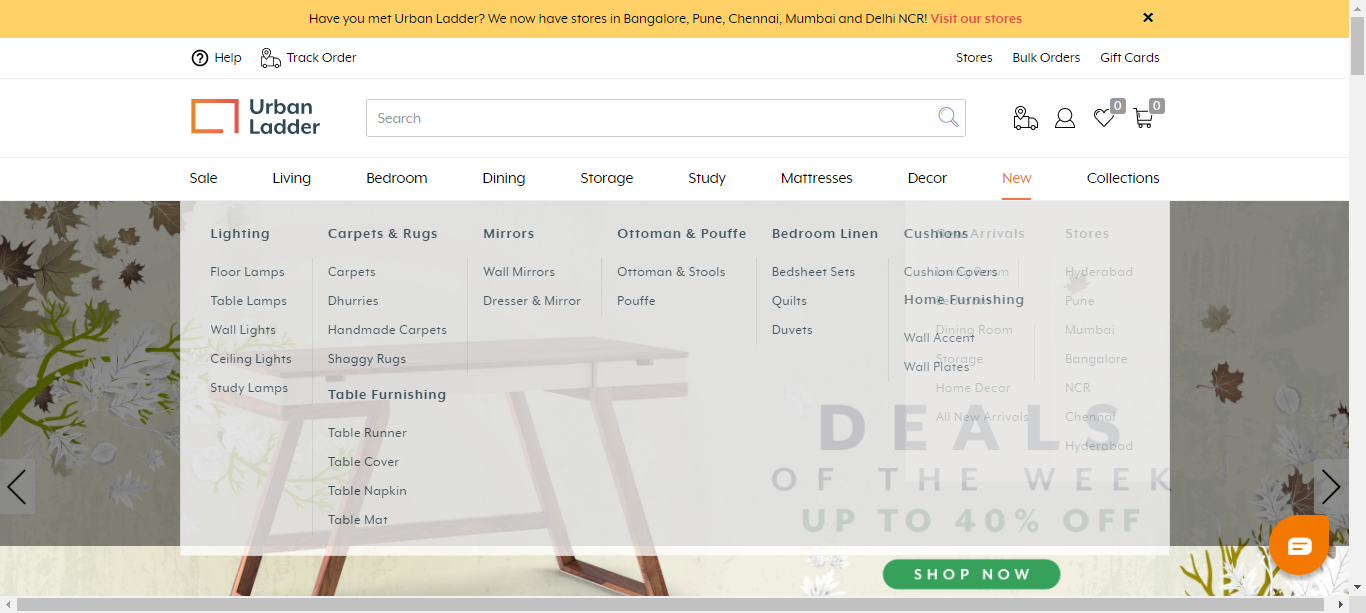 Have you met Urban Ladder? We now have stores in Bangalore, Pune, Chennai, Mumbai and Delhi NCR! Visit our stores ×
Help Track Order Stores Bulk Orders Gift Cards
Urban
Ladder
Search
0 0
Sale Living Bedroom Dining Storage Study Mattresses Decor New Collections
Lighting
Floor Lamps
Table Lamps
Wall Lights
Ceiling Lights
Study Lamps
Carpets & Rugs
Carpets
Dhurries
Handmade Carpets
Shaggy Rugs
Table Furnishing
Table Runner
Table Cover
Table Napkin
Table Mat
Mirrors
Wall Mirrors
Dresser & Mirror
Ottoman & Pouffe
Ottoman & Stools
Pouffe
Bedroom Linen
Bedsheet Sets
Quilts
Duvets
Cushions
Cushion Covers
Home Furnishing
Wall Accent
Wall Plates
New Arrivals
Living Room
Bedroom
Dining Room
Storage
Home Decor
All New Arrivals
Stores
Hyderabad
Pune
Mumbai
Bangalore
NCR
Chennai
Hyderabad
DEALS
OF THE WEEK
UP TO 40% OFF
SHOP NOW